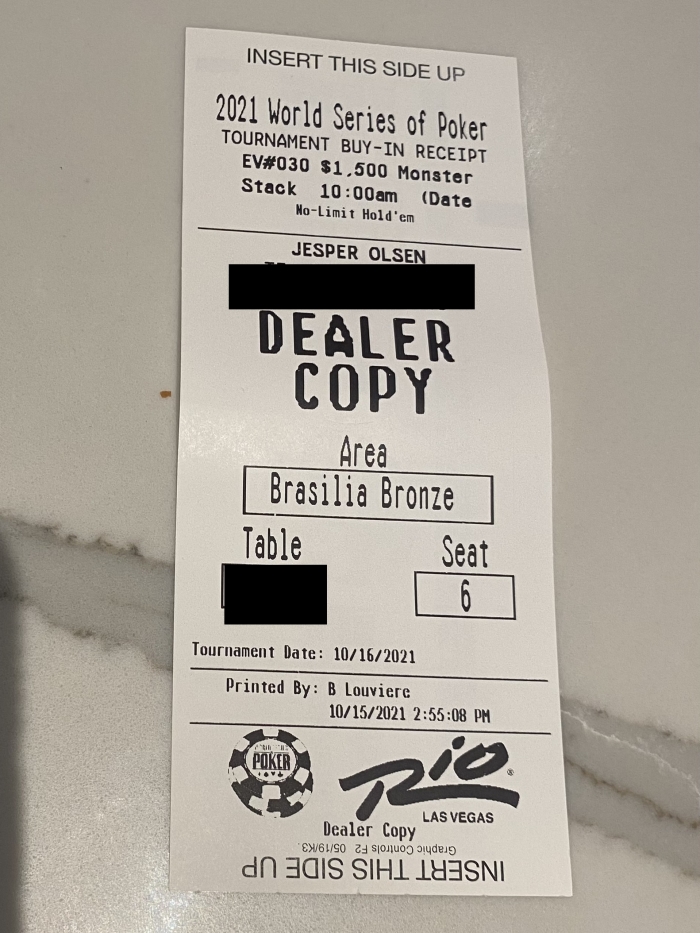 INSERT THIS SIDE UP
2021 World Series of Poker
TOURNAMENT BUY-IN RECEIPT
EV#030 $1,500 Monster
Stack 10:00am (Date
No-Limit Hold'em
JESPER OLSEN
DEALER
COPY
Area
Brasilia Bronze
Table Seat
6
Tournament Date: 10/16/2021
Printed By: B Louviere
10/15/2021 2:55:08 PM
POKER
Rio
®
LAS VEGAS
Dealer Copy
Graphic Controls F2 05/19/K3.
INSERT THIS SIDE UP